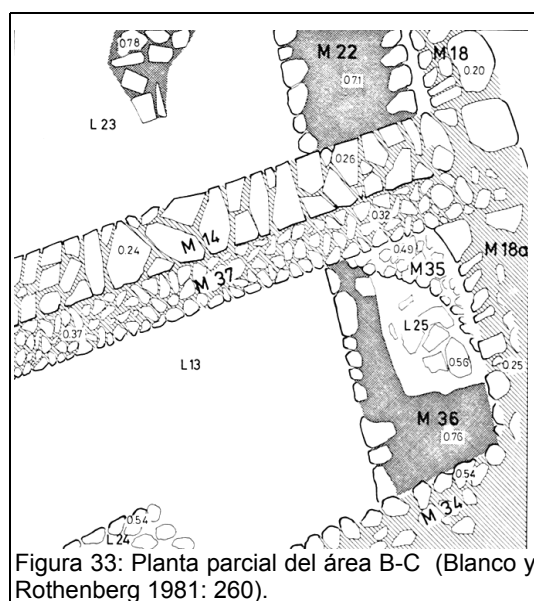 0.78
M 22
M 18
0.71
0.20
L 23
0.26
0.32
0.24
M 14
0.49
M 18a
M 35
M 37
L 25
0.37
L 13
0.56
0.25
M 36
0.76
0.54
0.54
M 34
L 24
Figura 33: Planta parcial del área B-C (Blanco y
Rothenberg 1981: 260).